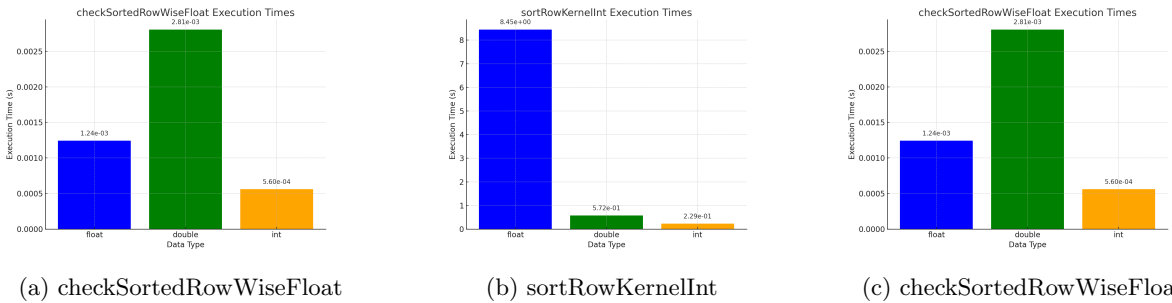 checkSortedRowWiseFloat Execution Times
2.81e-03
0.0025
0.0020
0.0015
1.24e-03
0.0010
5.60e-04
0.0005
0.0000
Execution Time (s)
float
double
int
Data Type
(a) checkSortedRowWiseFloat
sortRowKernelInt Execution Times
8.45e+00
8
7
6
5
4
3
2
1
5.72e-01
2.29e-01
0
Execution Time (s)
float
double
int
Data Type
(b) sortRowKernelInt
checkSortedRowWiseFloat Execution Times
2.81e-03
0.0025
0.0020
0.0015
1.24e-03
0.0010
5.60e-04
0.0005
0.0000
Execution Time (s)
float
double
int
Data Type
(c) checkSortedRowWiseFloa